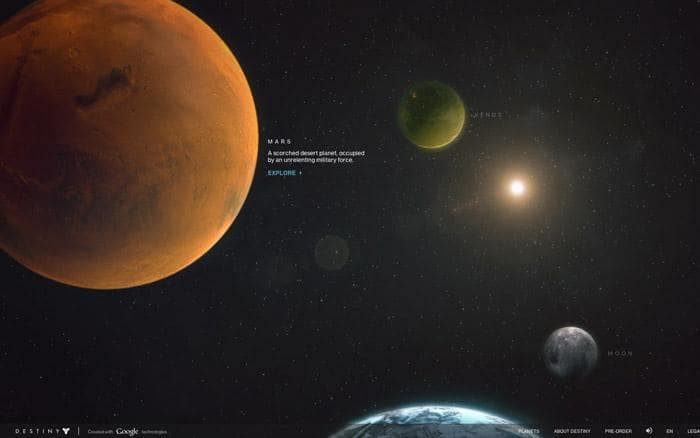 MARS
A scorched desert planet, occupied
by an unrelenting military force.
EXPLORE
VENUS
MOON
DESTINY Created with Google technologies PLANETS ABOUT DESTINY PRE-ORDER EN LEGA